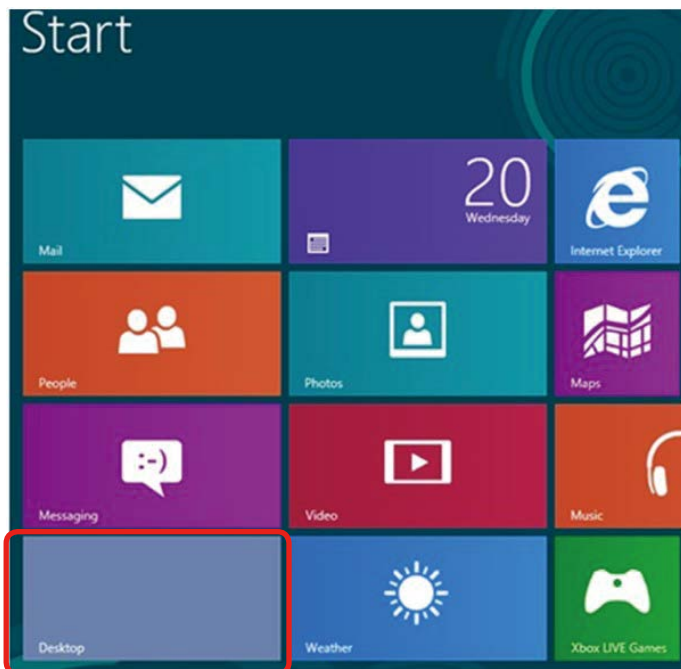 Start
Mail
20
Wednesday
Internet Explorer
People
Photos
Maps
:-)
Messaging
Video
Music
Desktop
Weather
Xbox LIVE Games